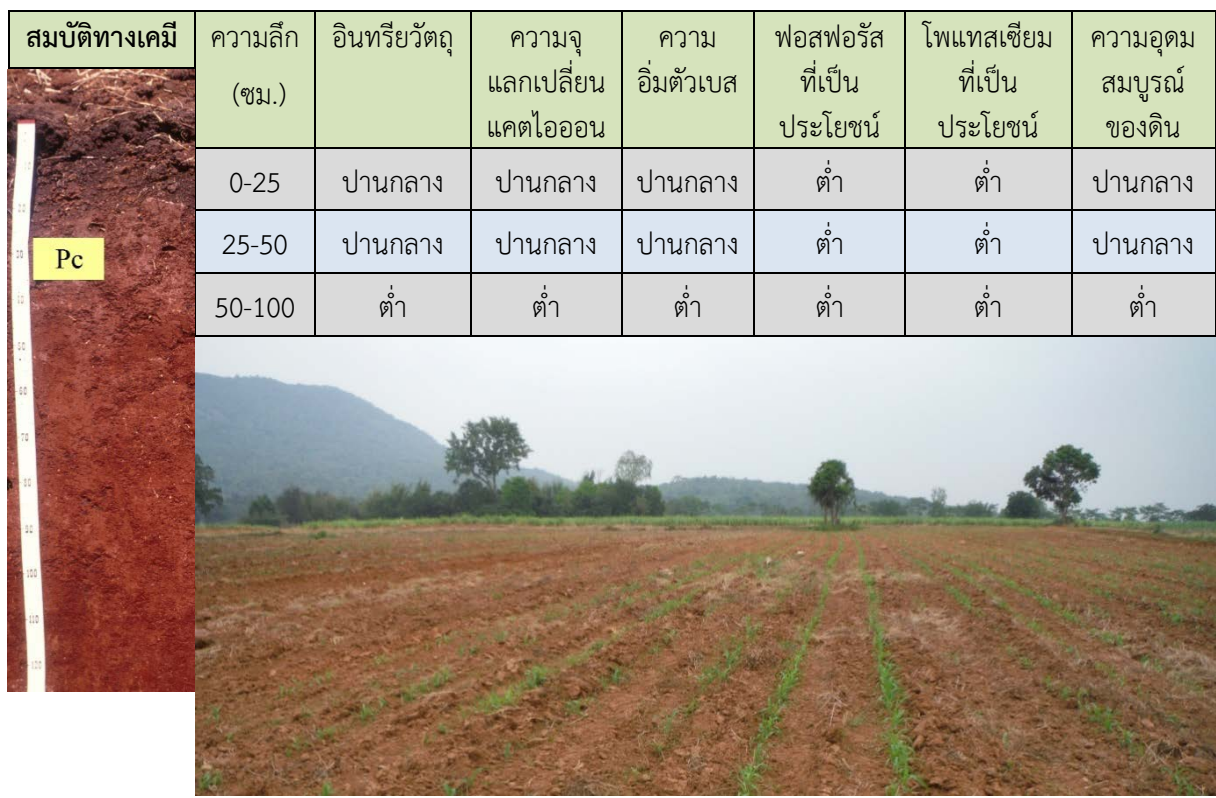 สมบัติทางเคมี
ความลึก
(ซม.)
อินทรียวัตถุ
ความจุ
แลกเปลี่ยน
แคตไอออน
ความ
อิ่มตัวเบส
ฟอสฟอรัส
ที่เป็น
ประโยชน์
โพแทสเซียม
ที่เป็น
ประโยชน์
ความอุดม
สมบูรณ์
ของดิน
0-25 ปานกลาง ปานกลาง ปานกลาง ต่ำ ต่ำ ปานกลาง
25-50 ปานกลาง ปานกลาง ปานกลาง ต่ำ ต่ำ ปานกลาง
50-100 ต่ำ ต่ำ ต่ำ ต่ำ ต่ำ ต่ำ
Pc
70
100
110